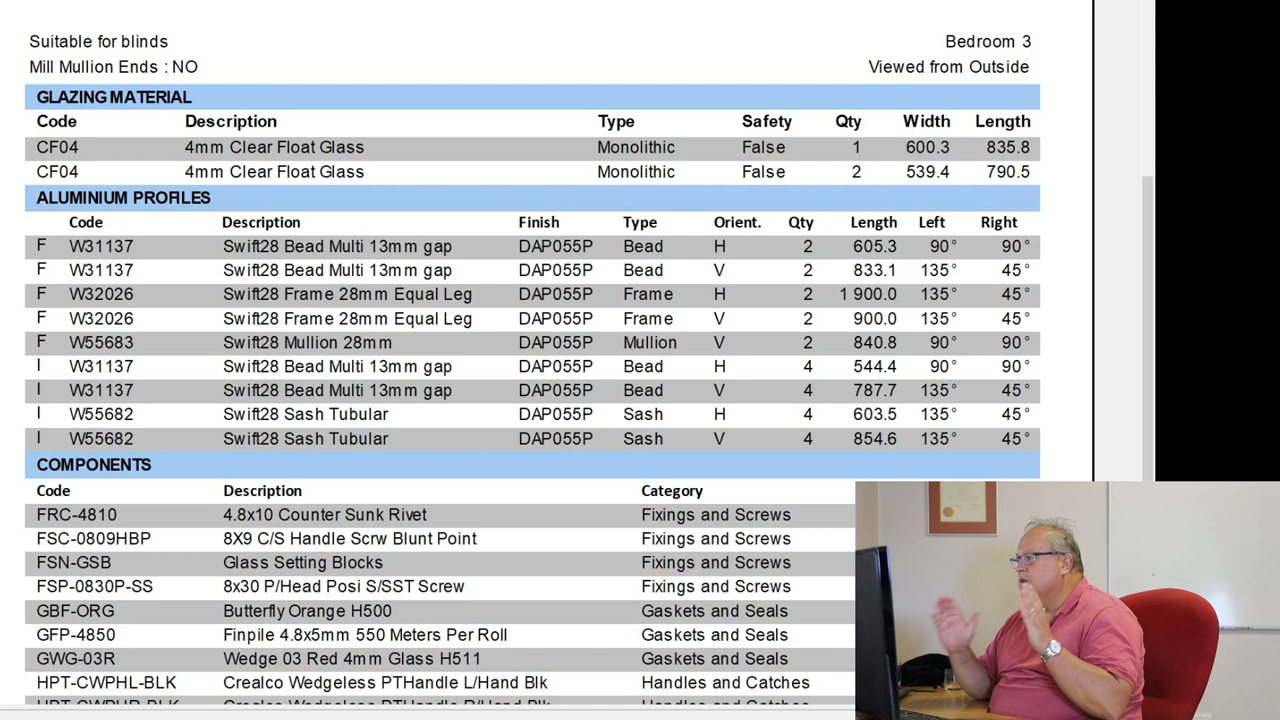 Suitable for blinds Bedroom 3
Mill Mullion Ends : NO Viewed from Outside
GLAZING MATERIAL
Code Description Type Safety Qty Width Length
CF04 4mm Clear Float Glass Monolithic False 1 600.3 835.8
CF04 4mm Clear Float Glass Monolithic False 2 539.4 790.5
ALUMINIUM PROFILES
Code Description Finish Type Orient. Qty Length Left Right
F W31137 Swift28 Bead Multi 13mm gap DAP055P Bead H 2 605.3 90° 90°
F W31137 Swift28 Bead Multi 13mm gap DAP055P Bead V 2 833.1 135° 45°
F W32026 Swift28 Frame 28mm Equal Leg DAP055P Frame H 2 1 900.0 135° 45°
F W32026 Swift28 Frame 28mm Equal Leg DAP055P Frame V 2 900.0 135° 45°
F W55683 Swift28 Mullion 28mm DAP055P Mullion V 2 840.8 90° 90°
I W31137 Swift28 Bead Multi 13mm gap DAP055P Bead H 4 544.4 90° 90°
I W31137 Swift28 Bead Multi 13mm gap DAP055P Bead V 4 787.7 135° 45°
I W55682 Swift28 Sash Tubular DAP055P Sash H 4 603.5 135° 45°
I W55682 Swift28 Sash Tubular DAP055P Sash V 4 854.6 135° 45°
COMPONENTS
Code Description Category
FRC-4810 4.8x10 Counter Sunk Rivet Fixings and Screws
FSC-0809HBP 8X9 C/S Handle Scrw Blunt Point Fixings and Screws
FSN-GSB Glass Setting Blocks Fixings and Screws
FSP-0830P-SS 8x30 P/Head Posi S/SST Screw Fixings and Screws
GBF-ORG Butterfly Orange H500 Gaskets and Seals
GFP-4850 Finpile 4.8x5mm 550 Meters Per Roll Gaskets and Seals
GWG-03R Wedge 03 Red 4mm Glass H511 Gaskets and Seals
HPT-CWPHL-BLK Crealco Wedgeless PTHandle L/Hand Blk Handles and Catches